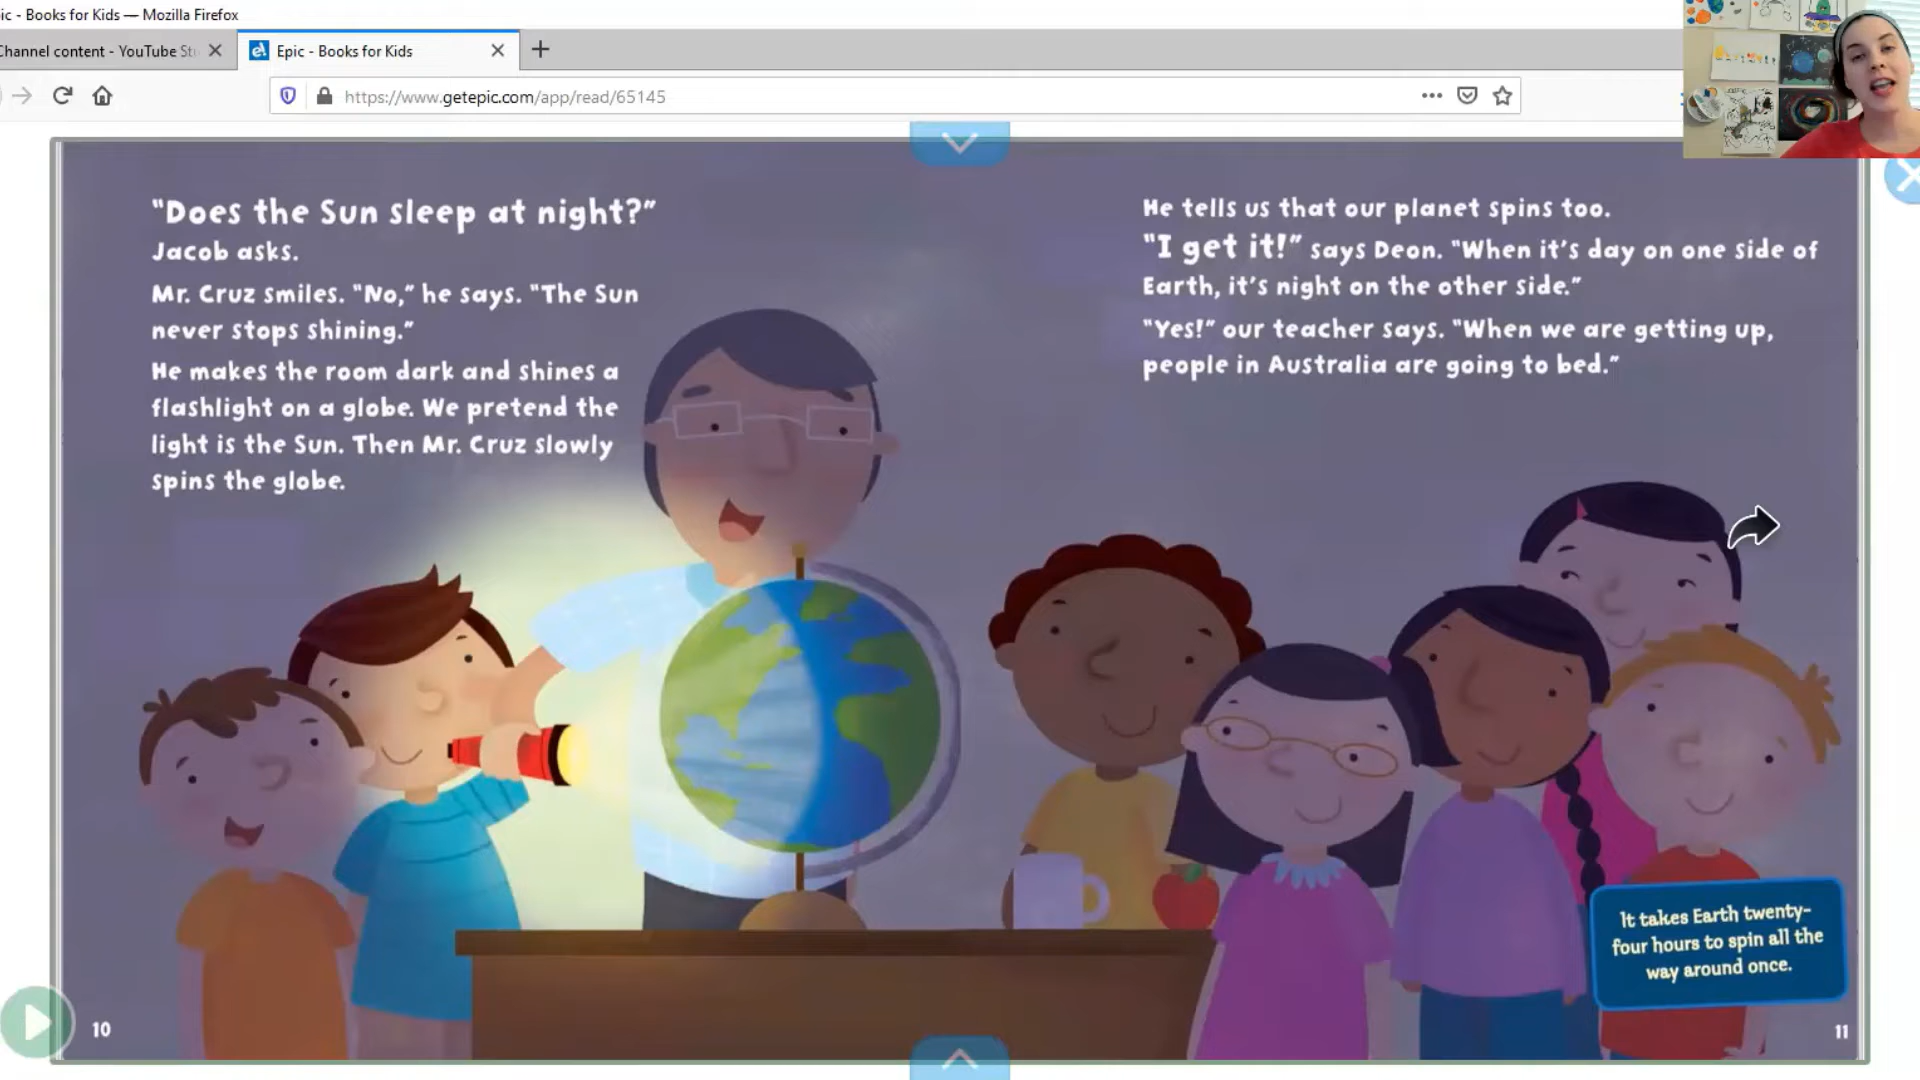 ic - Books for Kids — Mozilla Firefox
Channel content - YouTube St
Epic - Books for Kids
https://www.getepic.com/app/read/65145
"Does the Sun sleep at night?"
Jacob asks.
Mr. Cruz smiles. "No," he says. "The Sun
never stops shining."
He makes the room dark and shines a
flashlight on a globe. We pretend the
light is the Sun. Then Mr. Cruz slowly
spins the globe.
He tells us that our planet spins too.
"I get it!" says Deon. "When it's day on one side of
Earth, it's night on the other side."
"Yes!" our teacher says. "When we are getting up,
people in Australia are going to bed."
It takes Earth twenty-
four hours to spin all the
way around once.
10
11